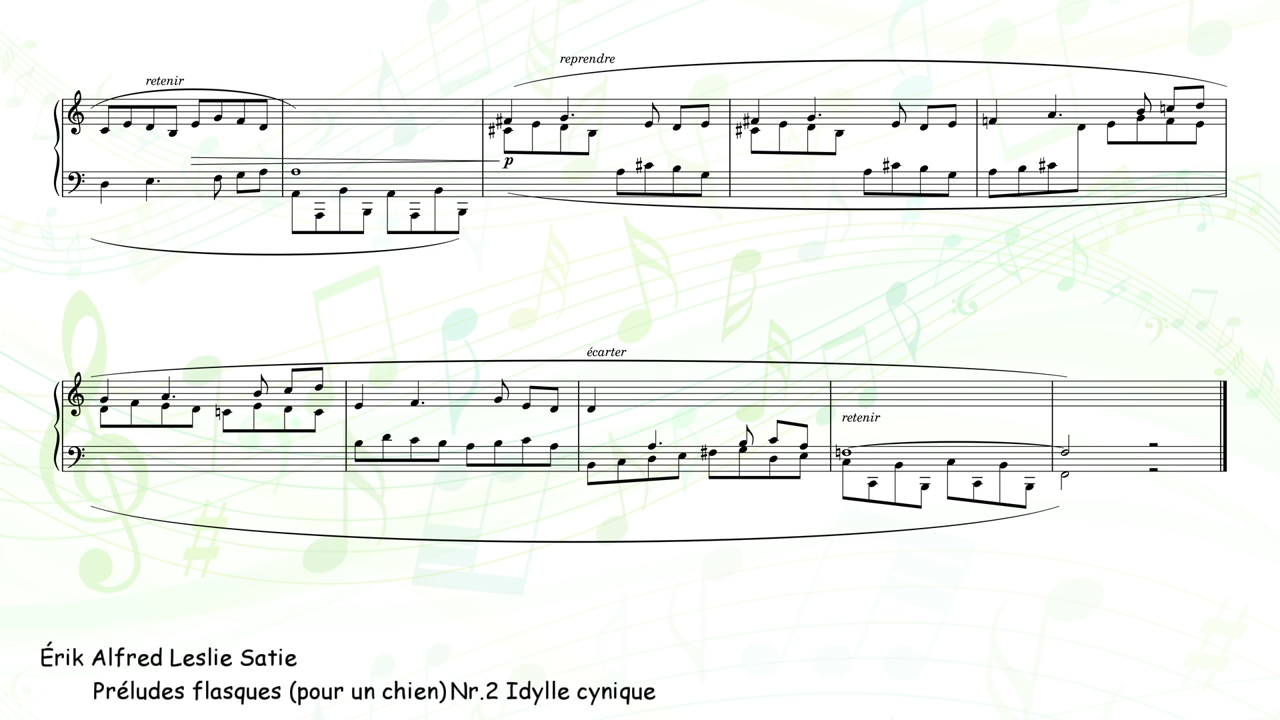 retenir
reprendre
p
écarter
retenir
Érik Alfred Leslie Satie
Préludes flasques (pour un chien) Nr.2 Idylle cynique